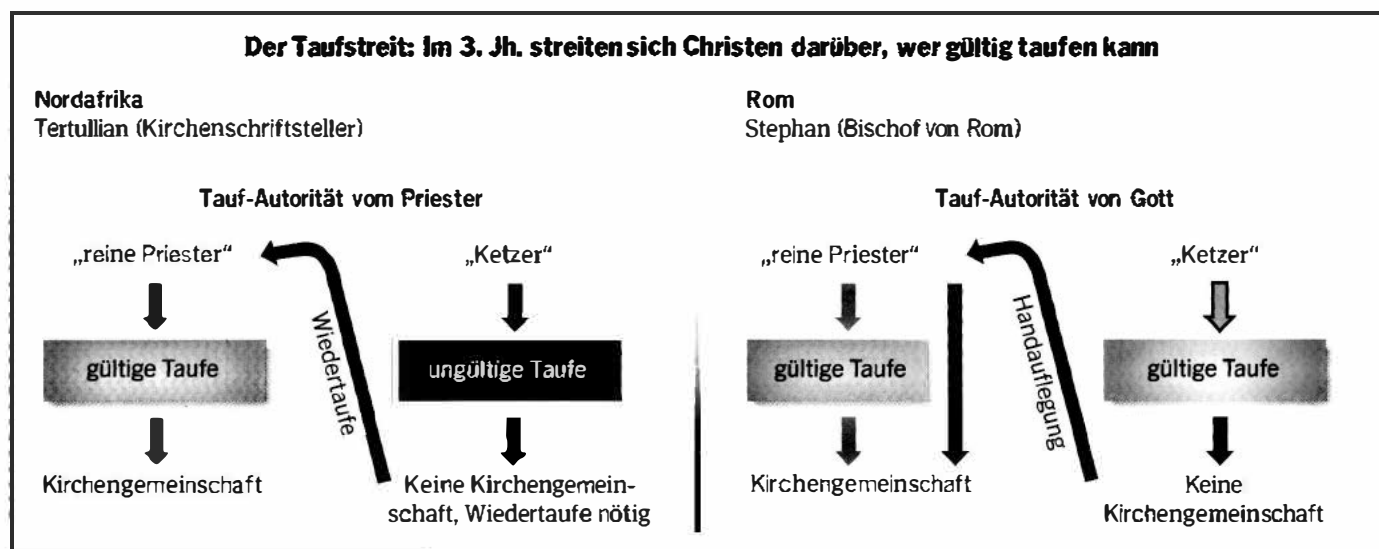 Der Taufstreit: Im 3. Jh. streiten sich Christen darüber, wer gültig taufen kann
Nordafrika
Tertullian (Kirchenschriftsteller)
Tauf-Autorität vom Priester
„reine Priester“
„Ketzer“
Wiedertaufe
gültige Taufe
ungültige Taufe
Kirchengemeinschaft
Keine Kirchengemein-
schaft, Wiedertaufe nötig
Rom
Stephan (Bischof von Rom)
Tauf-Autorität von Gott
„reine Priester“
„Ketzer“
Handauflegung
gültige Taufe
gültige Taufe
Kirchengemeinschaft
Keine
Kirchengemeinschaft